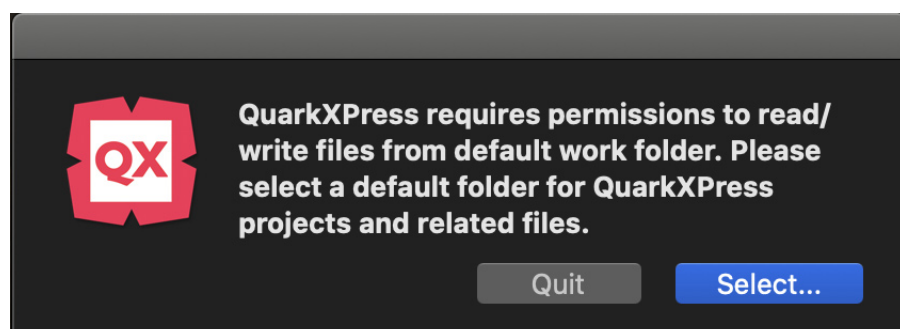 QX
QuarkXPress requires permissions to read/
write files from default work folder. Please
select a default folder for QuarkXPress
projects and related files.
Quit
Select...